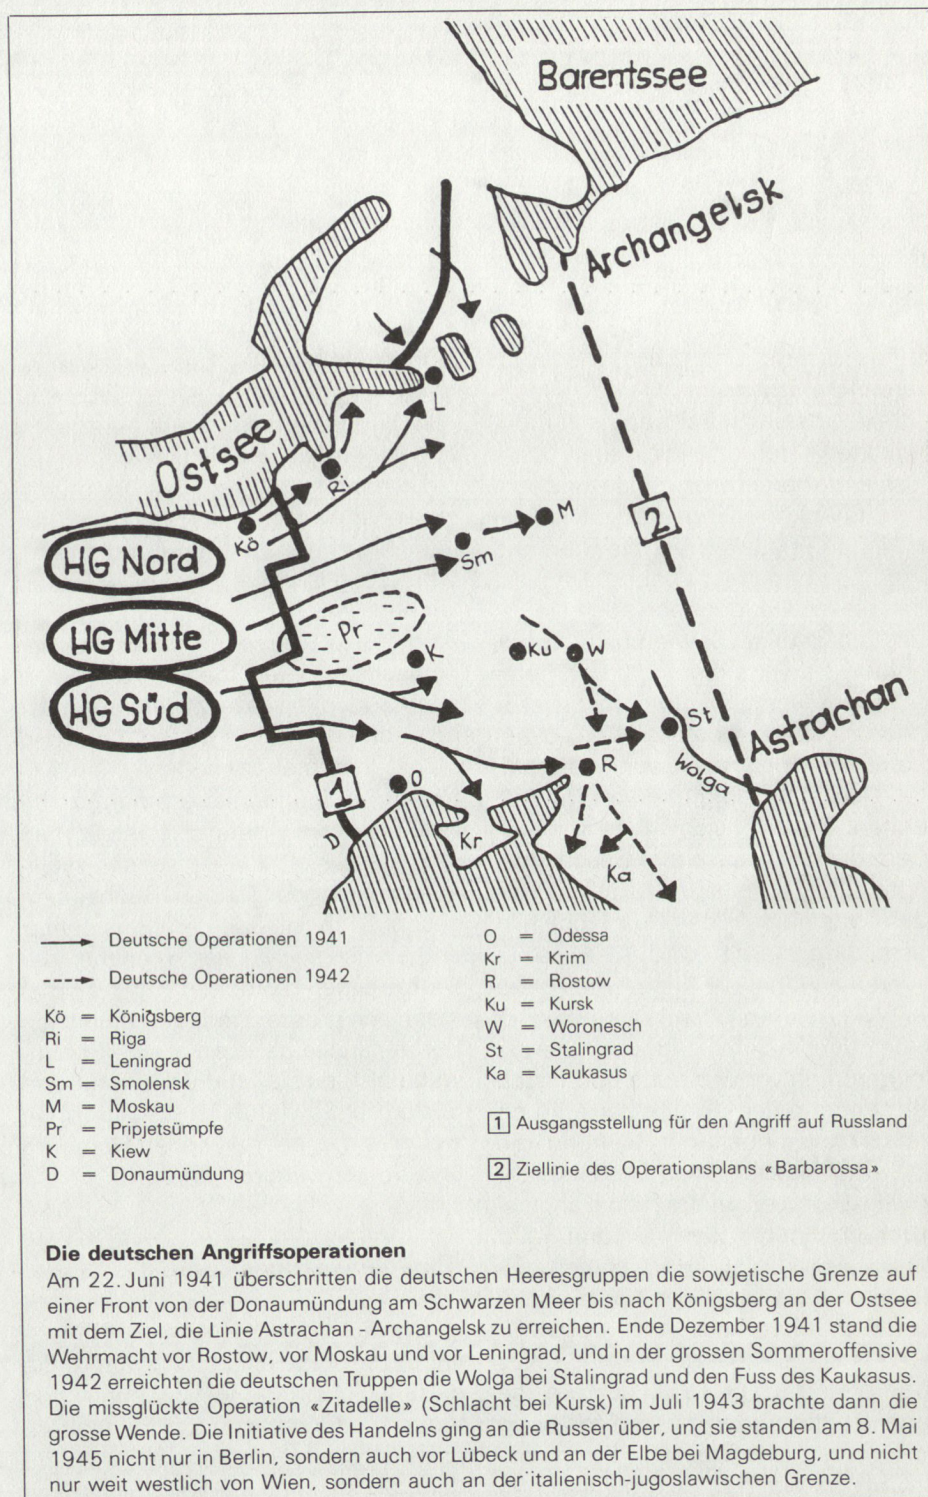 Barentssee
Archangelsk
Ostsee
L
Ri
Kö
M
2
Sm
HG Nord
HG Mitte
HG Süd
Pr
K
Ku
W
St
Wolga
Astrachan
R
O
1
D
Kr
Ka
Deutsche Operationen 1941
Deutsche Operationen 1942
Kö = Königsberg
Ri = Riga
L = Leningrad
Sm = Smolensk
M = Moskau
Pr = Pripjetsümpfe
K = Kiew
D = Donaumündung
O = Odessa
Kr = Krim
R = Rostow
Ku = Kursk
W = Woronesch
St = Stalingrad
Ka = Kaukasus
1 Ausgangsstellung für den Angriff auf Russland
2 Ziellinie des Operationsplans «Barbarossa»
Die deutschen Angriffsoperationen
Am 22. Juni 1941 überschritten die deutschen Heeresgruppen die sowjetische Grenze auf
einer Front von der Donaumündung am Schwarzen Meer bis nach Königsberg an der Ostsee
mit dem Ziel, die Linie Astrachan - Archangelsk zu erreichen. Ende Dezember 1941 stand die
Wehrmacht vor Rostow, vor Moskau und vor Leningrad, und in der grossen Sommeroffensive
1942 erreichten die deutschen Truppen die Wolga bei Stalingrad und den Fuss des Kaukasus.
Die missglückte Operation «Zitadelle» (Schlacht bei Kursk) im Juli 1943 brachte dann die
grosse Wende. Die Initiative des Handelns ging an die Russen über, und sie standen am 8. Mai
1945 nicht nur in Berlin, sondern auch vor Lübeck und an der Elbe bei Magdeburg, und nicht
nur weit westlich von Wien, sondern auch an der italienisch-jugoslawischen Grenze.